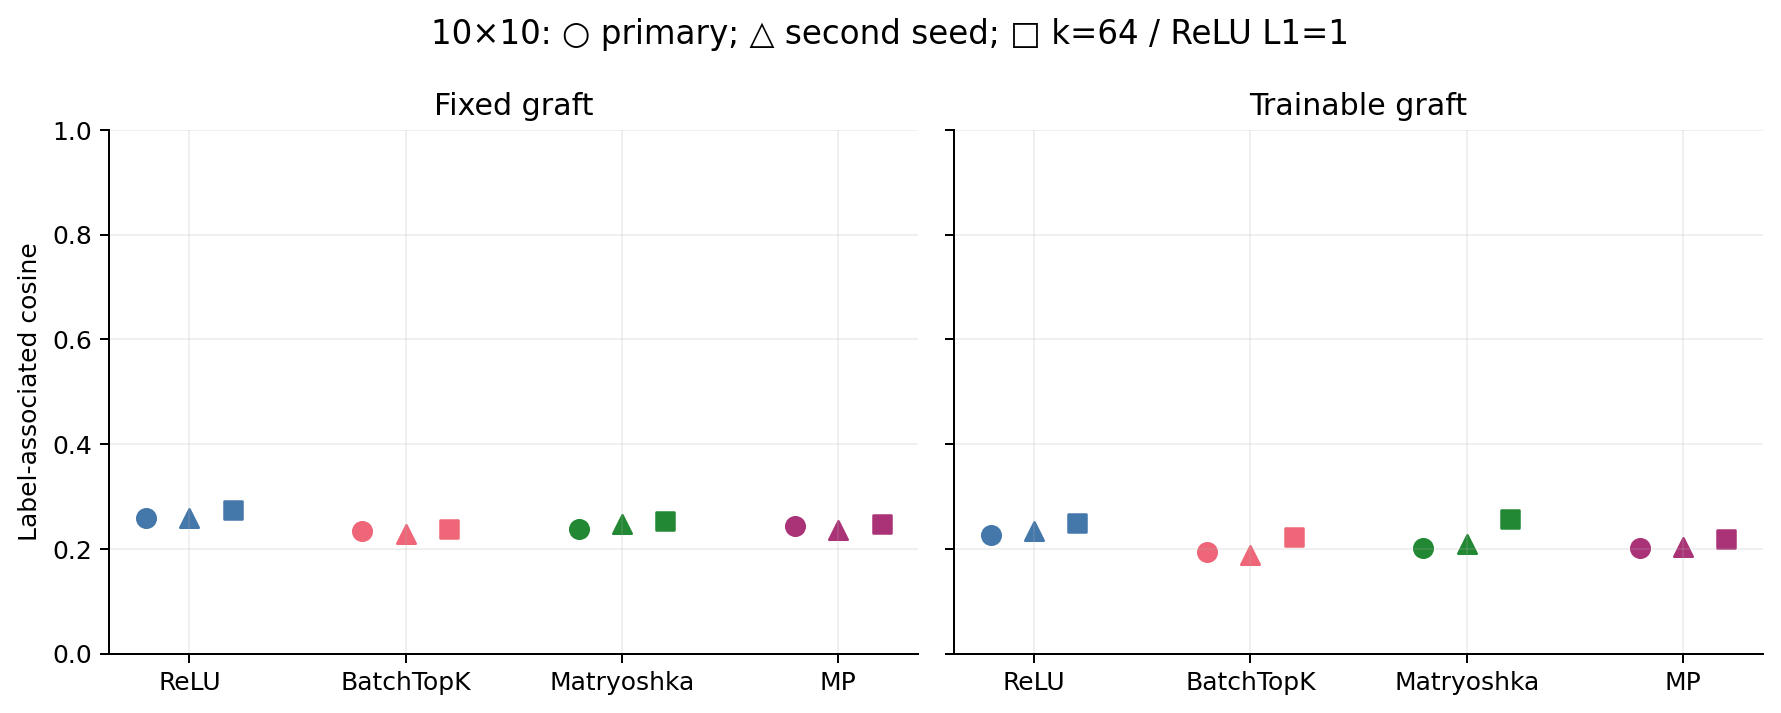 10×10: ○ primary; △ second seed; □ k=64 / ReLU L1=1
Fixed graft
Trainable graft
Label-associated cosine
1.0
0.8
0.6
0.4
0.2
0.0
ReLU
BatchTopK
Matryoshka
MP
ReLU
BatchTopK
Matryoshka
MP